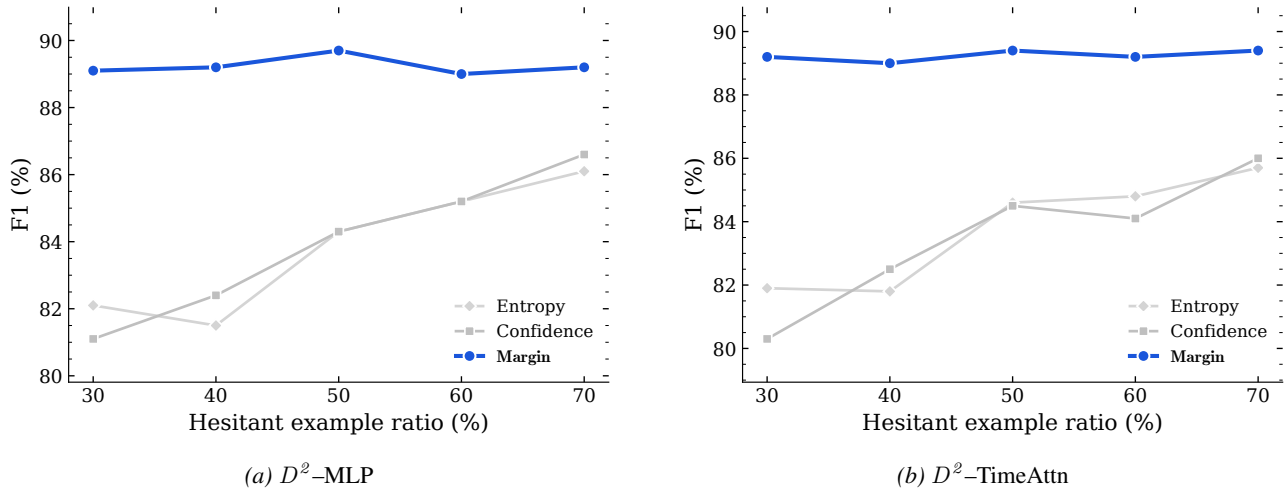 90
88
86
84
82
80
F1 (%)
Entropy
Confidence
Margin
30 40 50 60 70
Hesitant example ratio (%)
(a) D²–MLP
90
88
86
84
82
80
F1 (%)
Entropy
Confidence
Margin
30 40 50 60 70
Hesitant example ratio (%)
(b) D²–TimeAttn